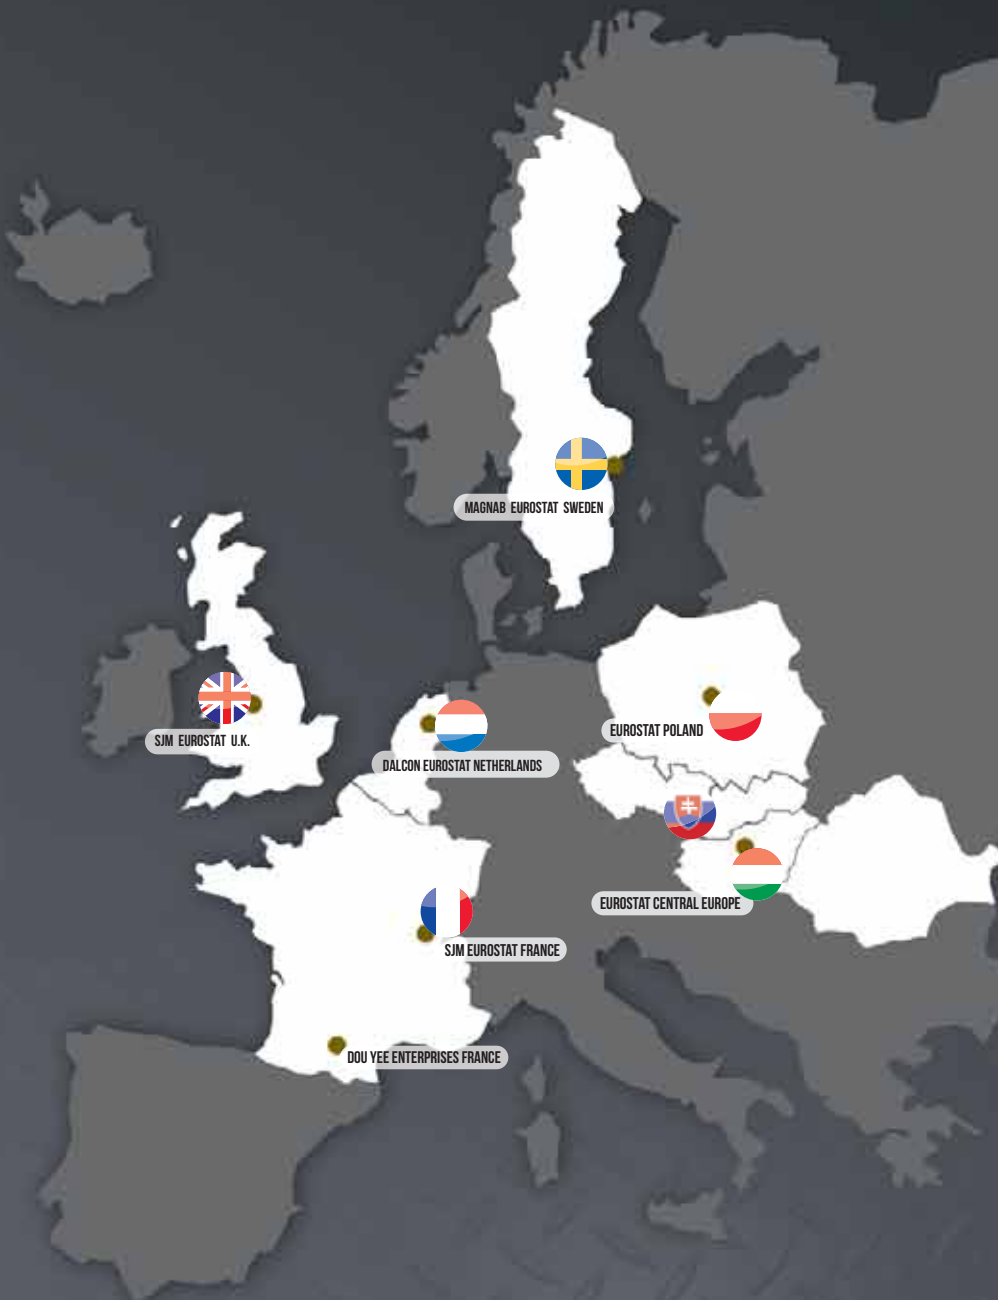 MAGNAB EUROSTAT SWEDEN
SJM EUROSTAT U.K.
EUROSTAT POLAND
DALCON EUROSTAT NETHERLANDS
EUROSTAT CENTRAL EUROPE
SJM EUROSTAT FRANCE
DOU YEE ENTERPRISES FRANCE